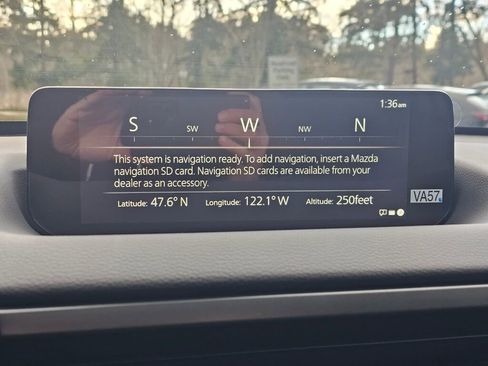 1:36am
S SW W NW N
This system is navigation ready. To add navigation, insert a Mazda
navigation SD card. Navigation SD cards are available from your
dealer as an accessory.
Latitude: 47.6° N Longitude: 122.1° W Altitude: 250feet
VA57